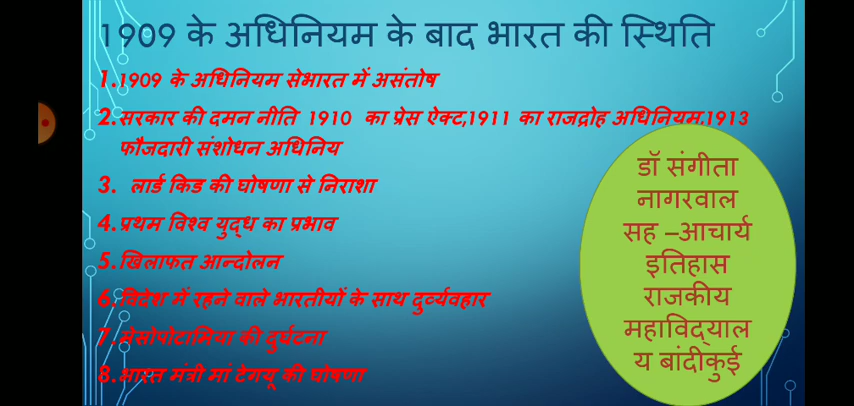 1909 के अधिनियम के बाद भारत की स्थिति
1.1909 के अधिनियम सेभारत में असंतोष
2.सरकार की दमन नीति 1910 का प्रेस ऐक्ट,1911 का राजद्रोह अधिनियम,1913
फौजदारी संशोधन अधिनिय
3. लार्ड किड की घोषणा से निराशा
4.प्रथम विश्व युद्ध का प्रभाव
5.खिलाफत आन्दोलन
6.विदेश में रहने वाले भारतीयों के साथ दुर्व्यवहार
7.मेसोपोटामिया की दुर्घटना
8.भारत मंत्री मां टेगयू की घोषणा
डॉ संगीता
नागरवाल
सह –आचार्य
इतिहास
राजकीय
महाविद्याल
य बांदीकुई